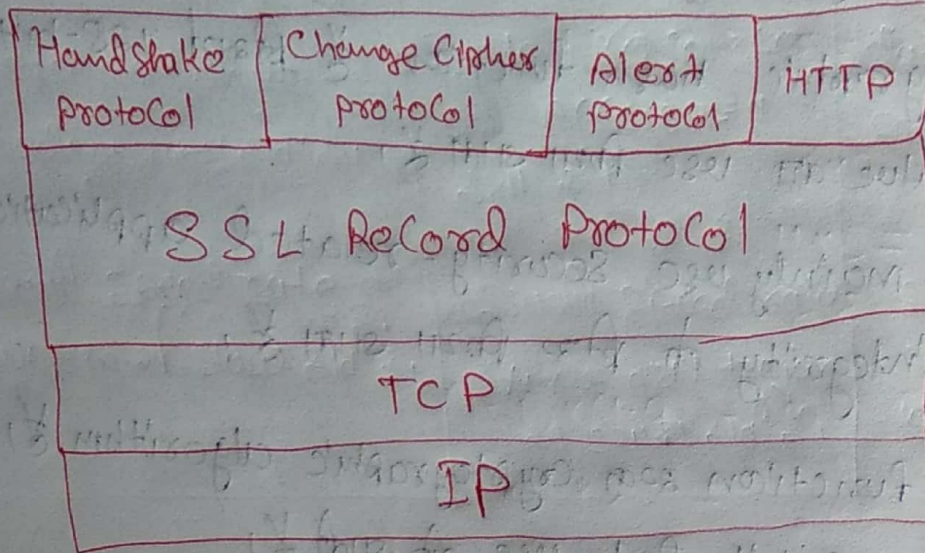 Handshake
Protocol
Change Cipher
Protocol
Alert
Protocol
HTTP
SSL Record Protocol
TCP
IP